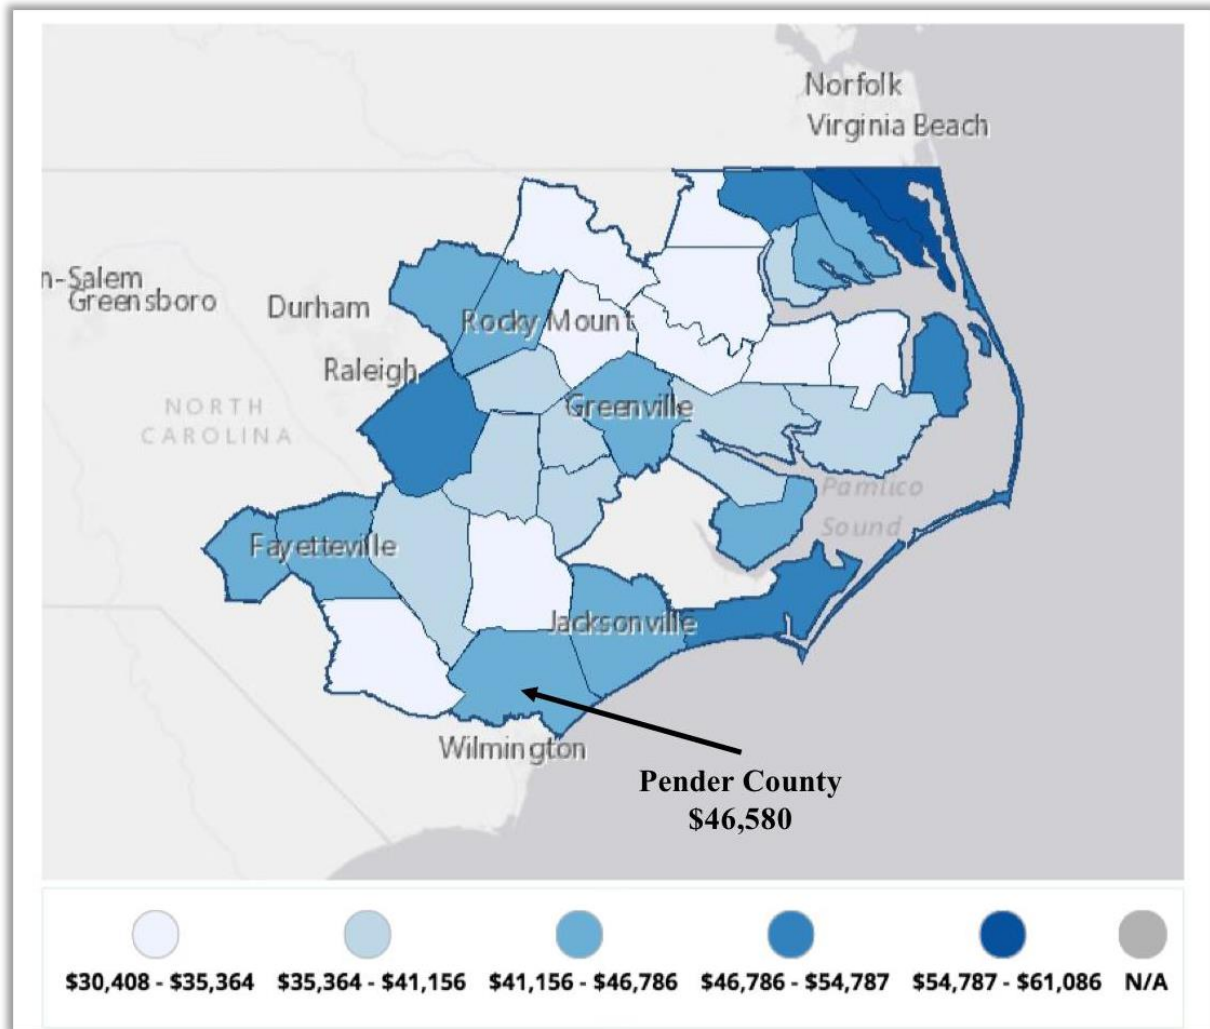 Norfolk
Virginia Beach
n-Salem
Greensboro
Durham
Rocky Mount
Raleigh
NORTH
CAROLINA
Greenville
Pamlico
Sound
Fayetteville
Jacksonville
Wilmington
Pender County
$46,580
$30,408 - $35,364 $35,364 - $41,156 $41,156 - $46,786 $46,786 - $54,787 $54,787 - $61,086 N/A